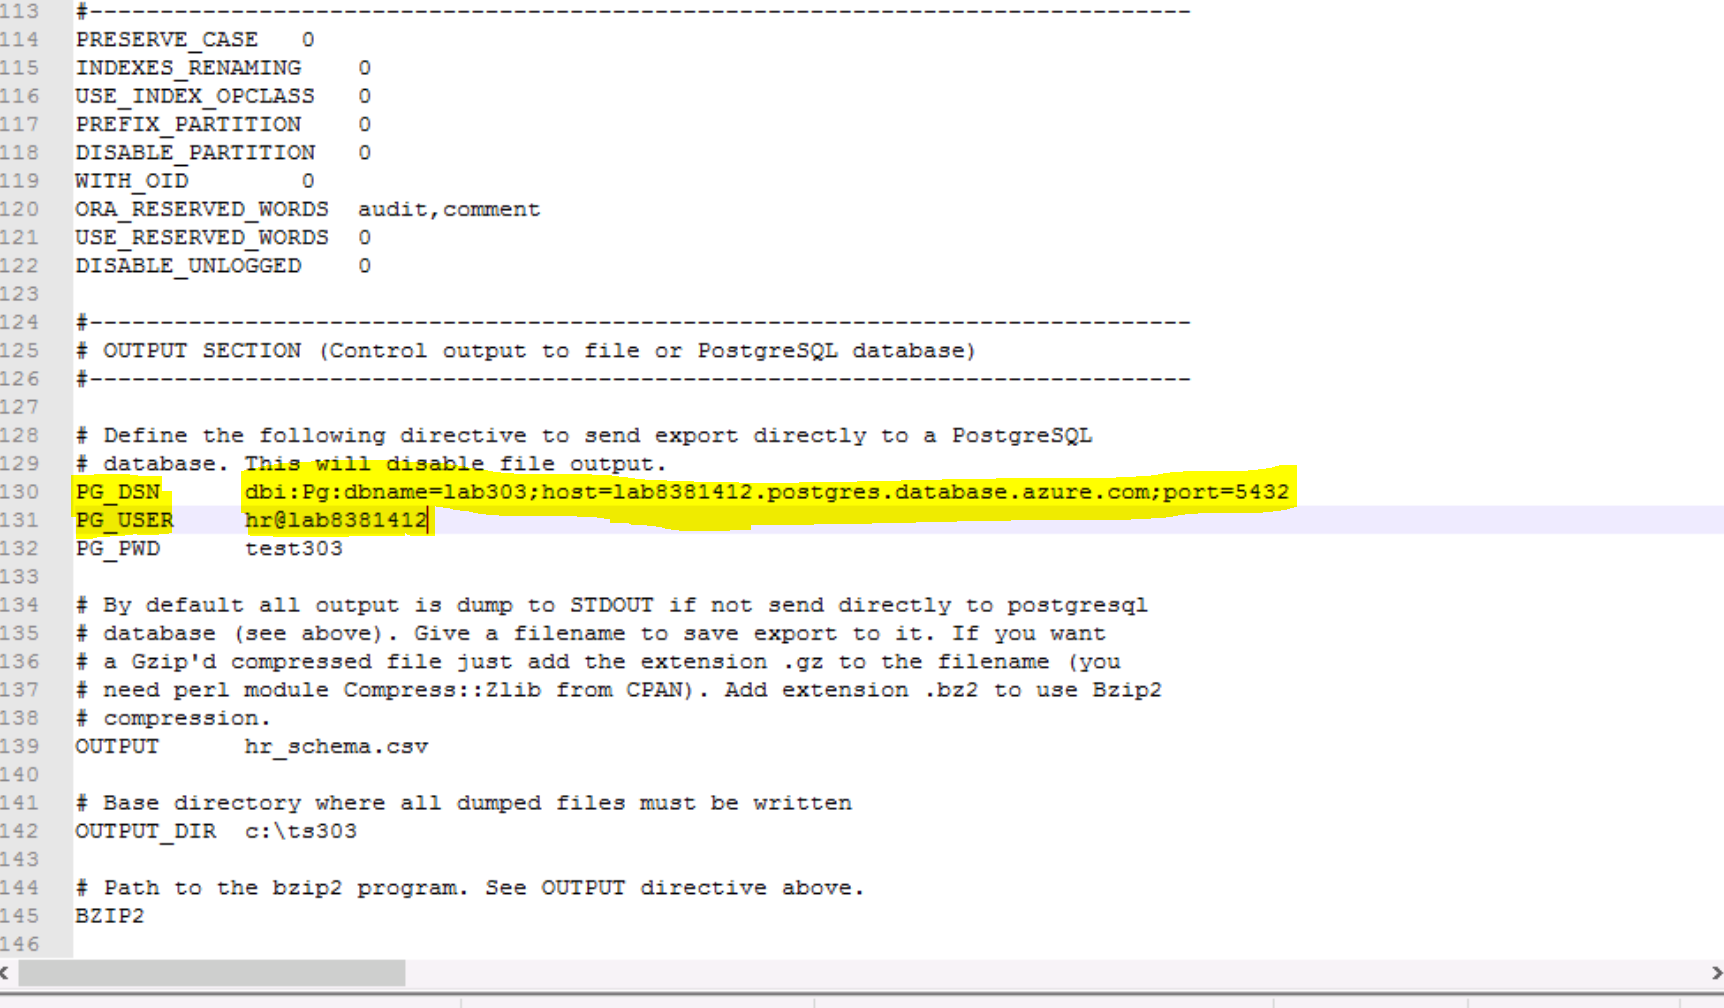 113 #------------------------------------------------------------------------------
114 PRESERVE_CASE 0
115 INDEXES_RENAMING 0
116 USE_INDEX_OPCLASS 0
117 PREFIX_PARTITION 0
118 DISABLE_PARTITION 0
119 WITH_OID 0
120 ORA_RESERVED_WORDS audit,comment
121 USE_RESERVED_WORDS 0
122 DISABLE_UNLOGGED 0
123
124 #------------------------------------------------------------------------------
125 # OUTPUT SECTION (Control output to file or PostgreSQL database)
126 #------------------------------------------------------------------------------
127
128 # Define the following directive to send export directly to a PostgreSQL
129 # database. This will disable file output.
130 PG_DSN dbi:Pg:dbname=lab303;host=lab8381412.postgres.database.azure.com;port=5432
131 PG_USER hr@lab8381412
132 PG_PWD test303
133
134 # By default all output is dump to STDOUT if not send directly to postgresql
135 # database (see above). Give a filename to save export to it. If you want
136 # a Gzip'd compressed file just add the extension .gz to the filename (you
137 # need perl module Compress::Zlib from CPAN). Add extension .bz2 to use Bzip2
138 # compression.
139 OUTPUT hr_schema.csv
140
141 # Base directory where all dumped files must be written
142 OUTPUT_DIR c:\ts303
143
144 # Path to the bzip2 program. See OUTPUT directive above.
145 BZIP2
146